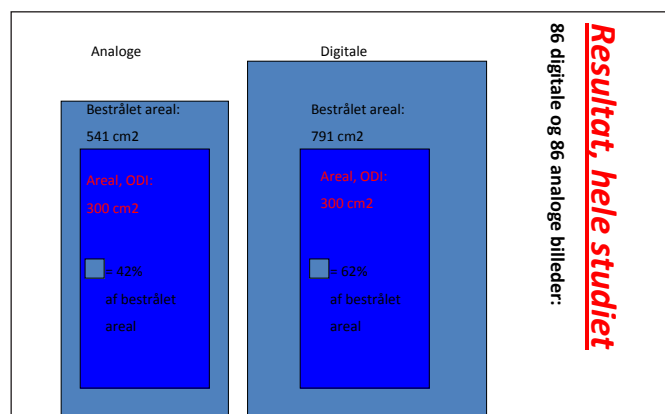 Resultat, hele studiet
86 digitale og 86 analoge billeder:
Analoge
Bestrålet areal:
541 cm2
Areal, ODI:
300 cm2
= 42%
af bestrålet
areal
Digitale
Bestrålet areal:
791 cm2
Areal, ODI:
300 cm2
= 62%
af bestrålet
areal